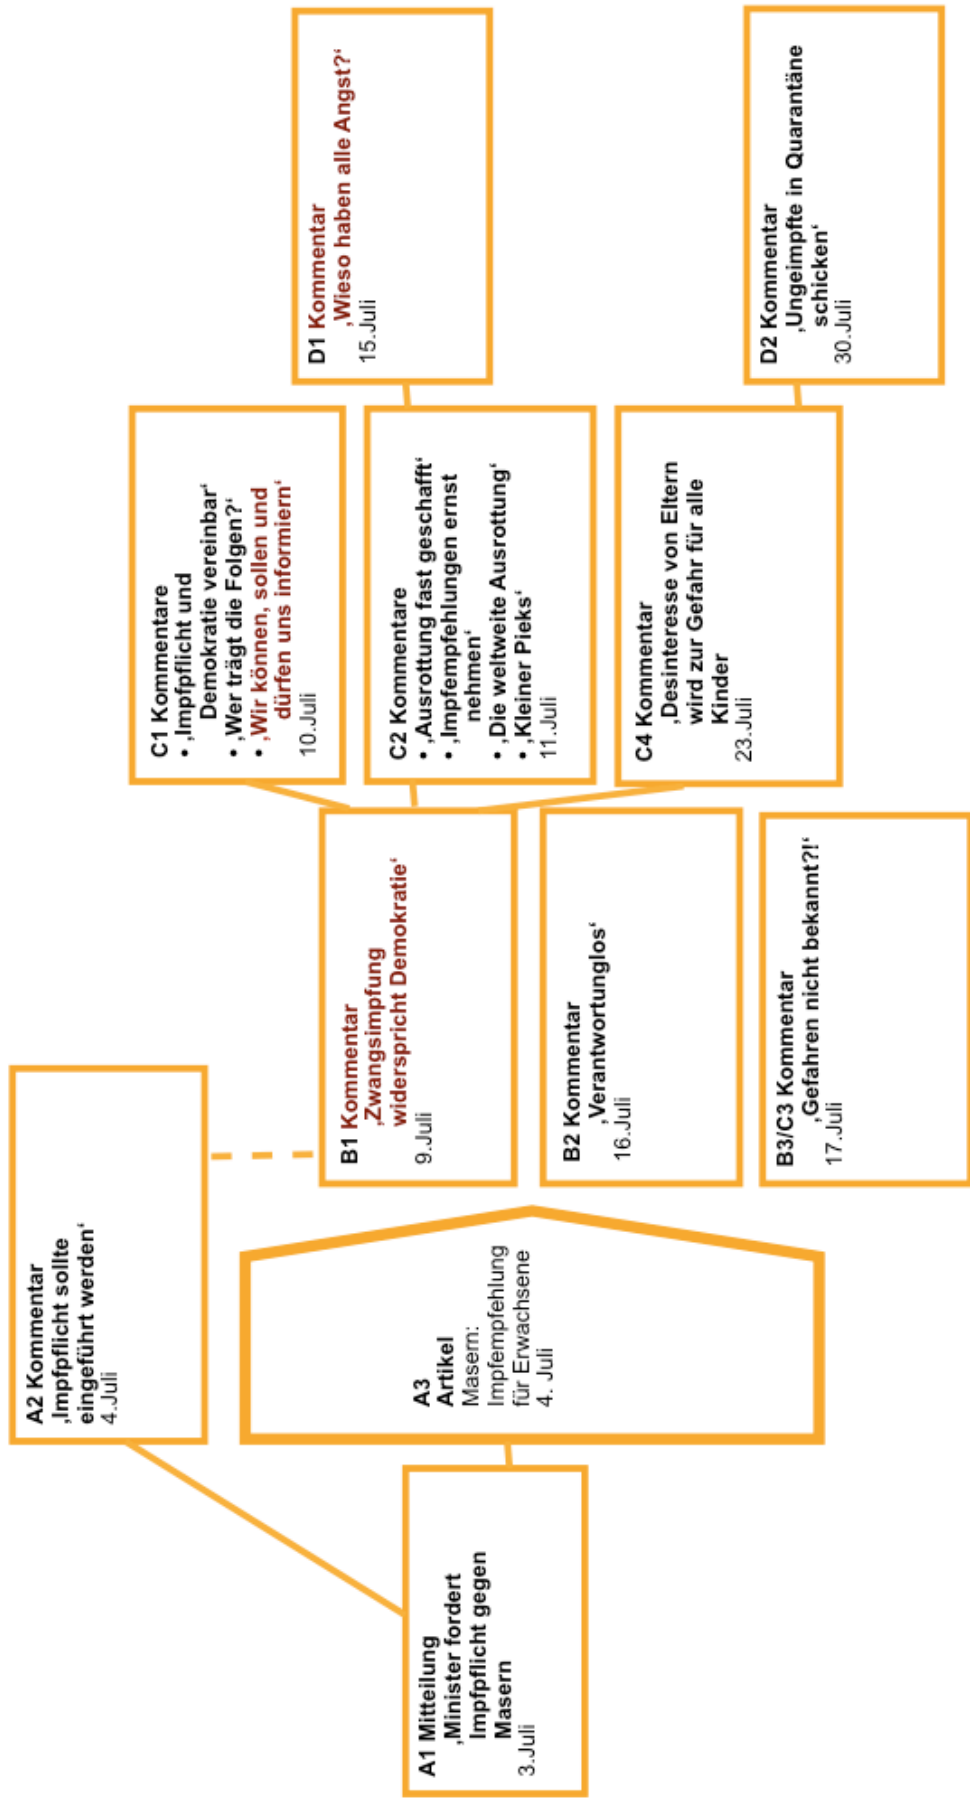 A1 Mitteilung
‚Minister fordert
Impfpflicht gegen
Masern
3.Juli
A2 Kommentar
‚Impfpflicht sollte
eingeführt werden‘
4.Juli
A3
Artikel
Masern:
Impfempfehlung
für Erwachsene
4. Juli
B1 Kommentar
‚Zwangsimpfung
widerspricht Demokratie‘
9.Juli
B2 Kommentar
‚Verantwortunglos‘
16.Juli
B3/C3 Kommentar
‚Gefahren nicht bekannt?!‘
17.Juli
C1 Kommentare
• ‚Impfpflicht und
Demokratie vereinbar‘
• ‚Wer trägt die Folgen?‘
• ‚Wir können, sollen und
dürfen uns informiern‘
10.Juli
C2 Kommentare
• ‚Ausrottung fast geschafft‘
• ‚Impfempfehlungen ernst
nehmen‘
• ‚Die weltweite Ausrottung‘
• ‚Kleiner Pieks‘
11.Juli
C4 Kommentar
‚Desinteresse von Eltern
wird zur Gefahr für alle
Kinder
23.Juli
D1 Kommentar
‚Wieso haben alle Angst?‘
15.Juli
D2 Kommentar
‚Ungeimpfte in Quarantäne
schicken‘
30.Juli